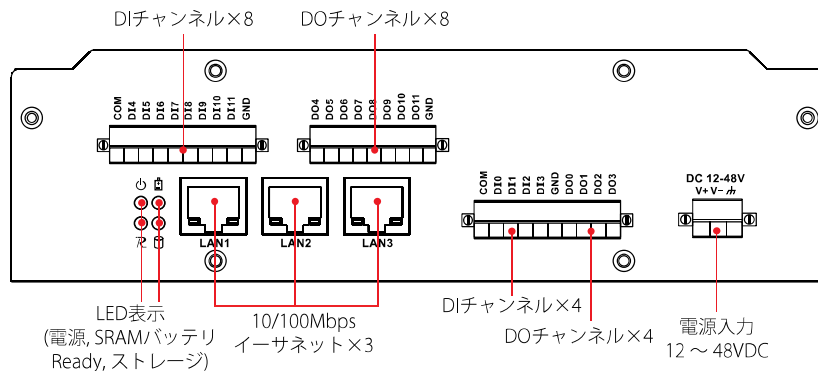 DIチャンネル×8
DOチャンネル×8
COM DI4 DI5 DI6 DI7 DI8 DI9 DI10 DI11 GND
DO4 DO5 DO6 DO7 DO8 DO9 DO10 DO11 GND
COM DI0 DI1 DI2 DI3 GND DO0 DO1 DO2 DO3
DC 12-48V
V+ V-
LAN1
LAN2
LAN3
LED表示
(電源, SRAMバッテリ
Ready, ストレージ)
10/100Mbps
イーサネット×3
DIチャンネル×4
DOチャンネル×4
電源入力
12～48VDC